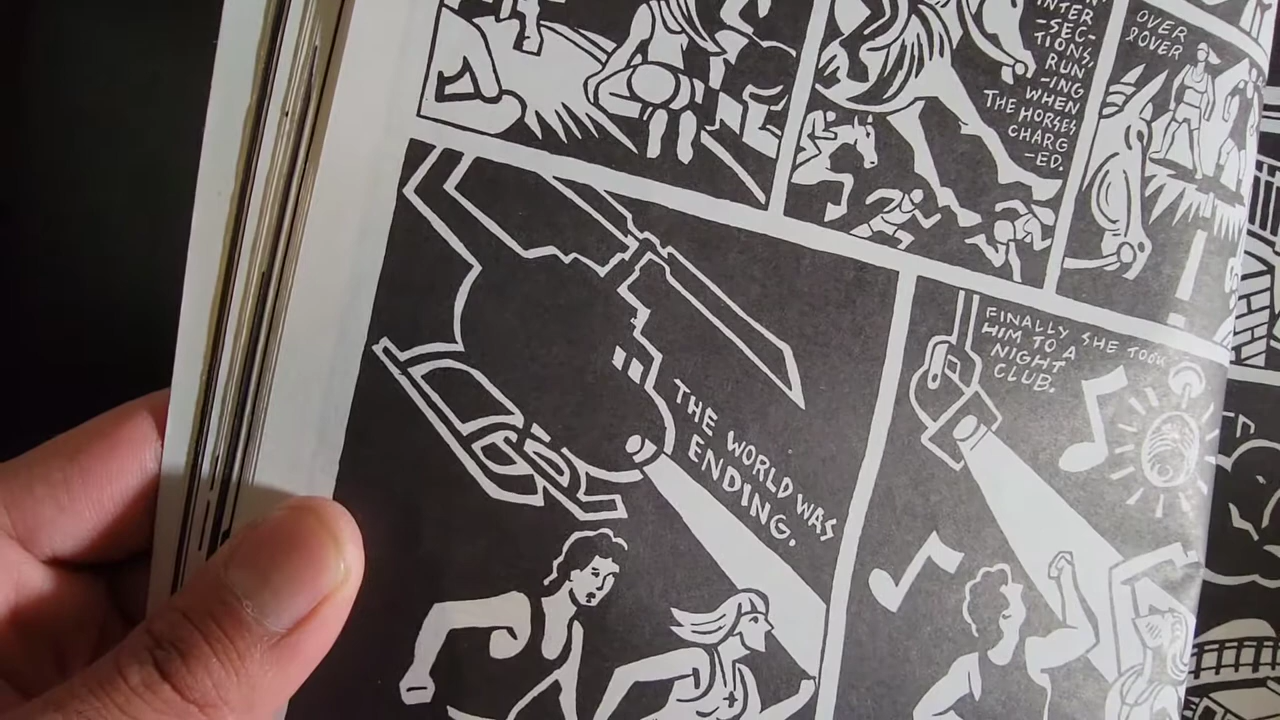 INTER
-SEC-
TIONS,
RUN
-ING
WHEN
THE HORSES
CHARG
-ED.
OVER
& OVER
THE WORLD WAS
ENDING.
FINALLY SHE TOOK
HIM TO A
NIGHT
CLUB.